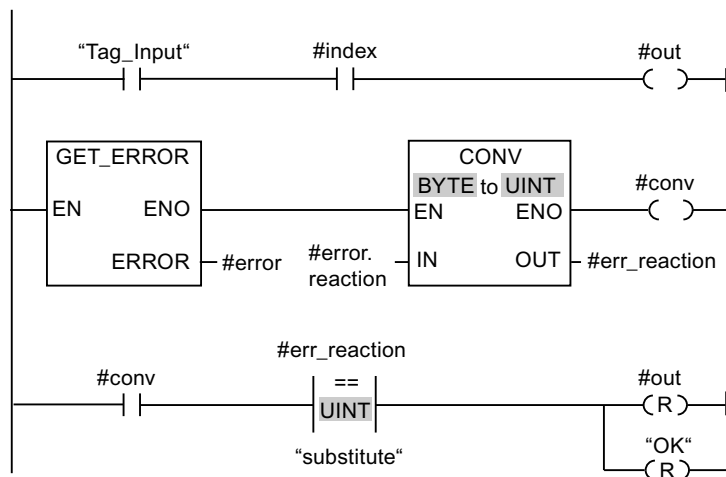 "Tag_Input“ #index #out
GET_ERROR CONV
BYTE to UINT #conv
EN ENO EN ENO
ERROR #error #error. IN OUT #err_reaction
reaction
#err_reaction
#conv == #out
UINT (R)
"substitute“ "OK“
(R)